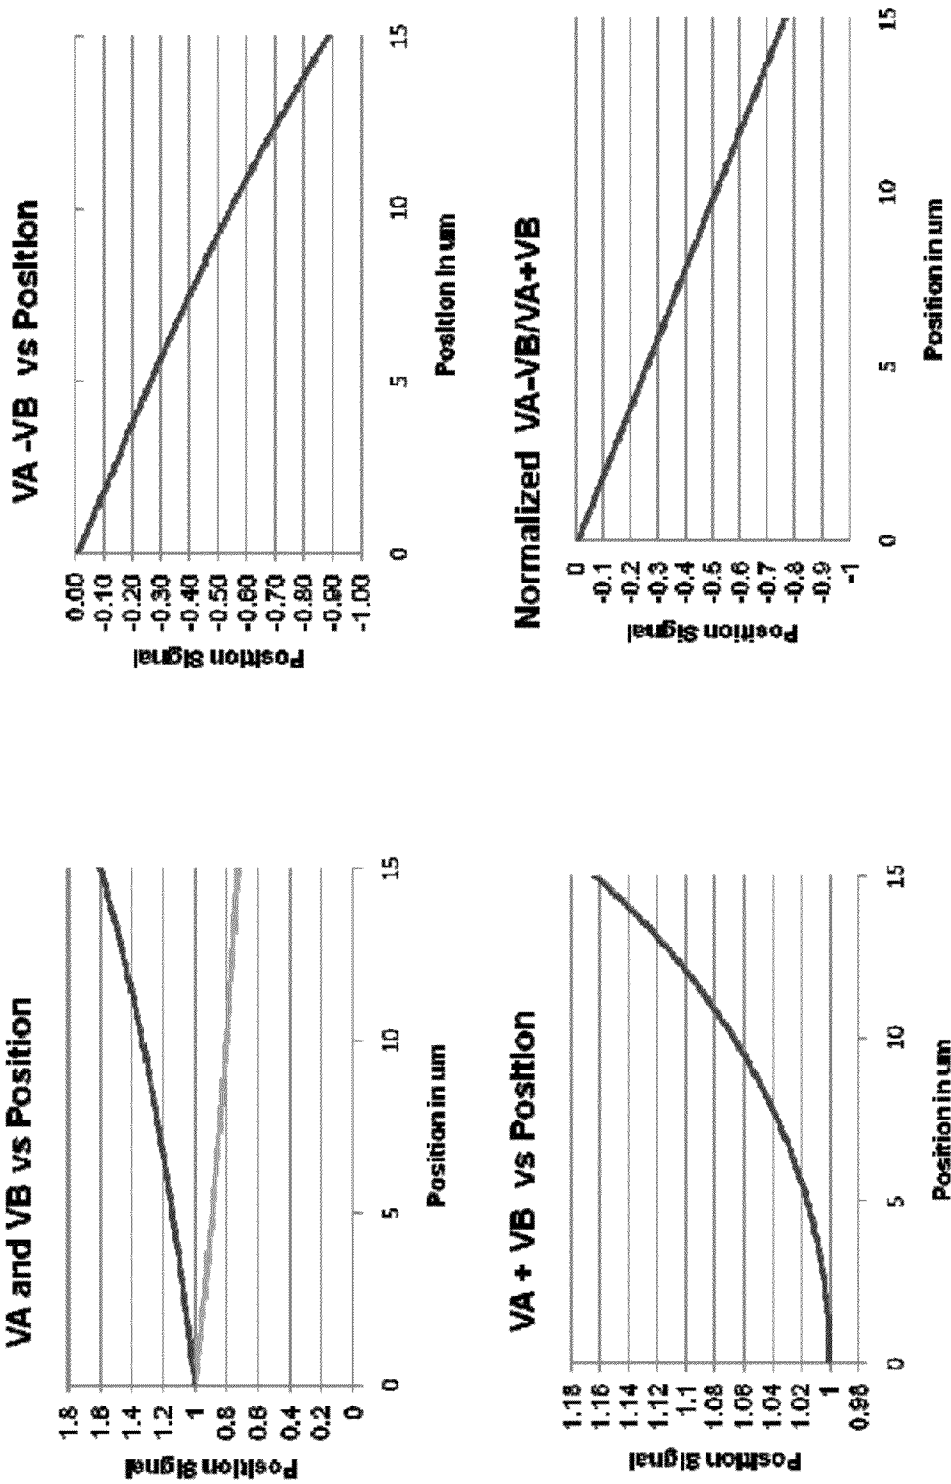 VA and VB vs Position
1.8
1.6
1.4
1.2
1
0.8
0.6
0.4
0.2
0
Position Signal
0 5 10 15
Position in um
VA -VB vs Position
0.00
-0.10
-0.20
-0.30
-0.40
-0.50
-0.60
-0.70
-0.80
-0.90
-1.00
Position Signal
0 5 10 15
Position in um
VA + VB vs Position
1.18
1.16
1.14
1.12
1.1
1.08
1.06
1.04
1.02
1
0.98
Position Signal
0 5 10 15
Position in um
Normalized VA-VB/VA+VB
0
-0.1
-0.2
-0.3
-0.4
-0.5
-0.6
-0.7
-0.8
-0.9
-1
Position Signal
0 5 10 15
Position in um